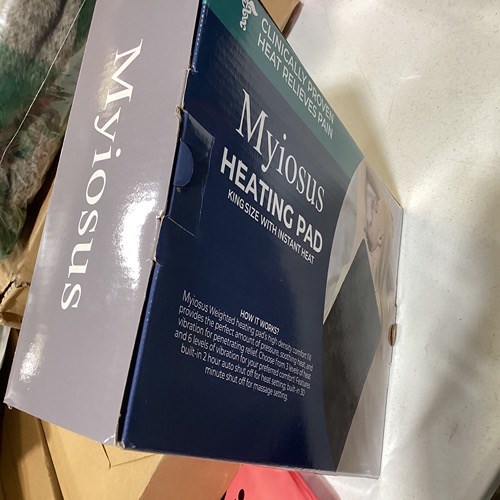 CLINICALLY PROVEN
HEAT RELIEVES PAIN
Myiosus
HEATING PAD
KING SIZE WITH INSTANT HEAT
HOW IT WORKS?
Myiosus Weighted heating pad's high density comfort fill
provides the perfect amount of pressure, soothing heat, and
vibration for penetrating relief. Choose from 3 levels of heat
and 6 levels of vibration for your preferred comfort. Features
built-in 2 hour auto shut off for heat setting; built-in 30
minute shut off for massage setting.
Myiosus